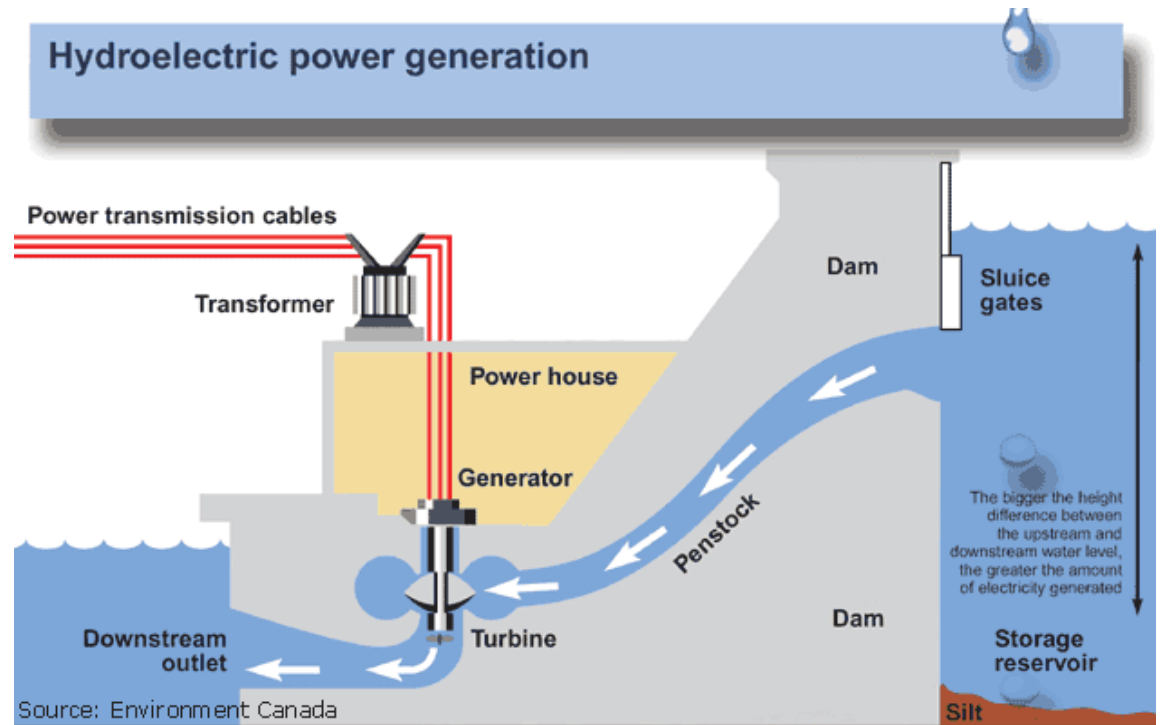 Hydroelectric power generation
Power transmission cables
Transformer
Dam
Sluice
gates
Power house
Generator
Penstock
The bigger the height
difference between
the upstream and
downstream water level,
the greater the amount
of electricity generated
Turbine
Downstream
outlet
Dam
Storage
reservoir
Silt
Source: Environment Canada